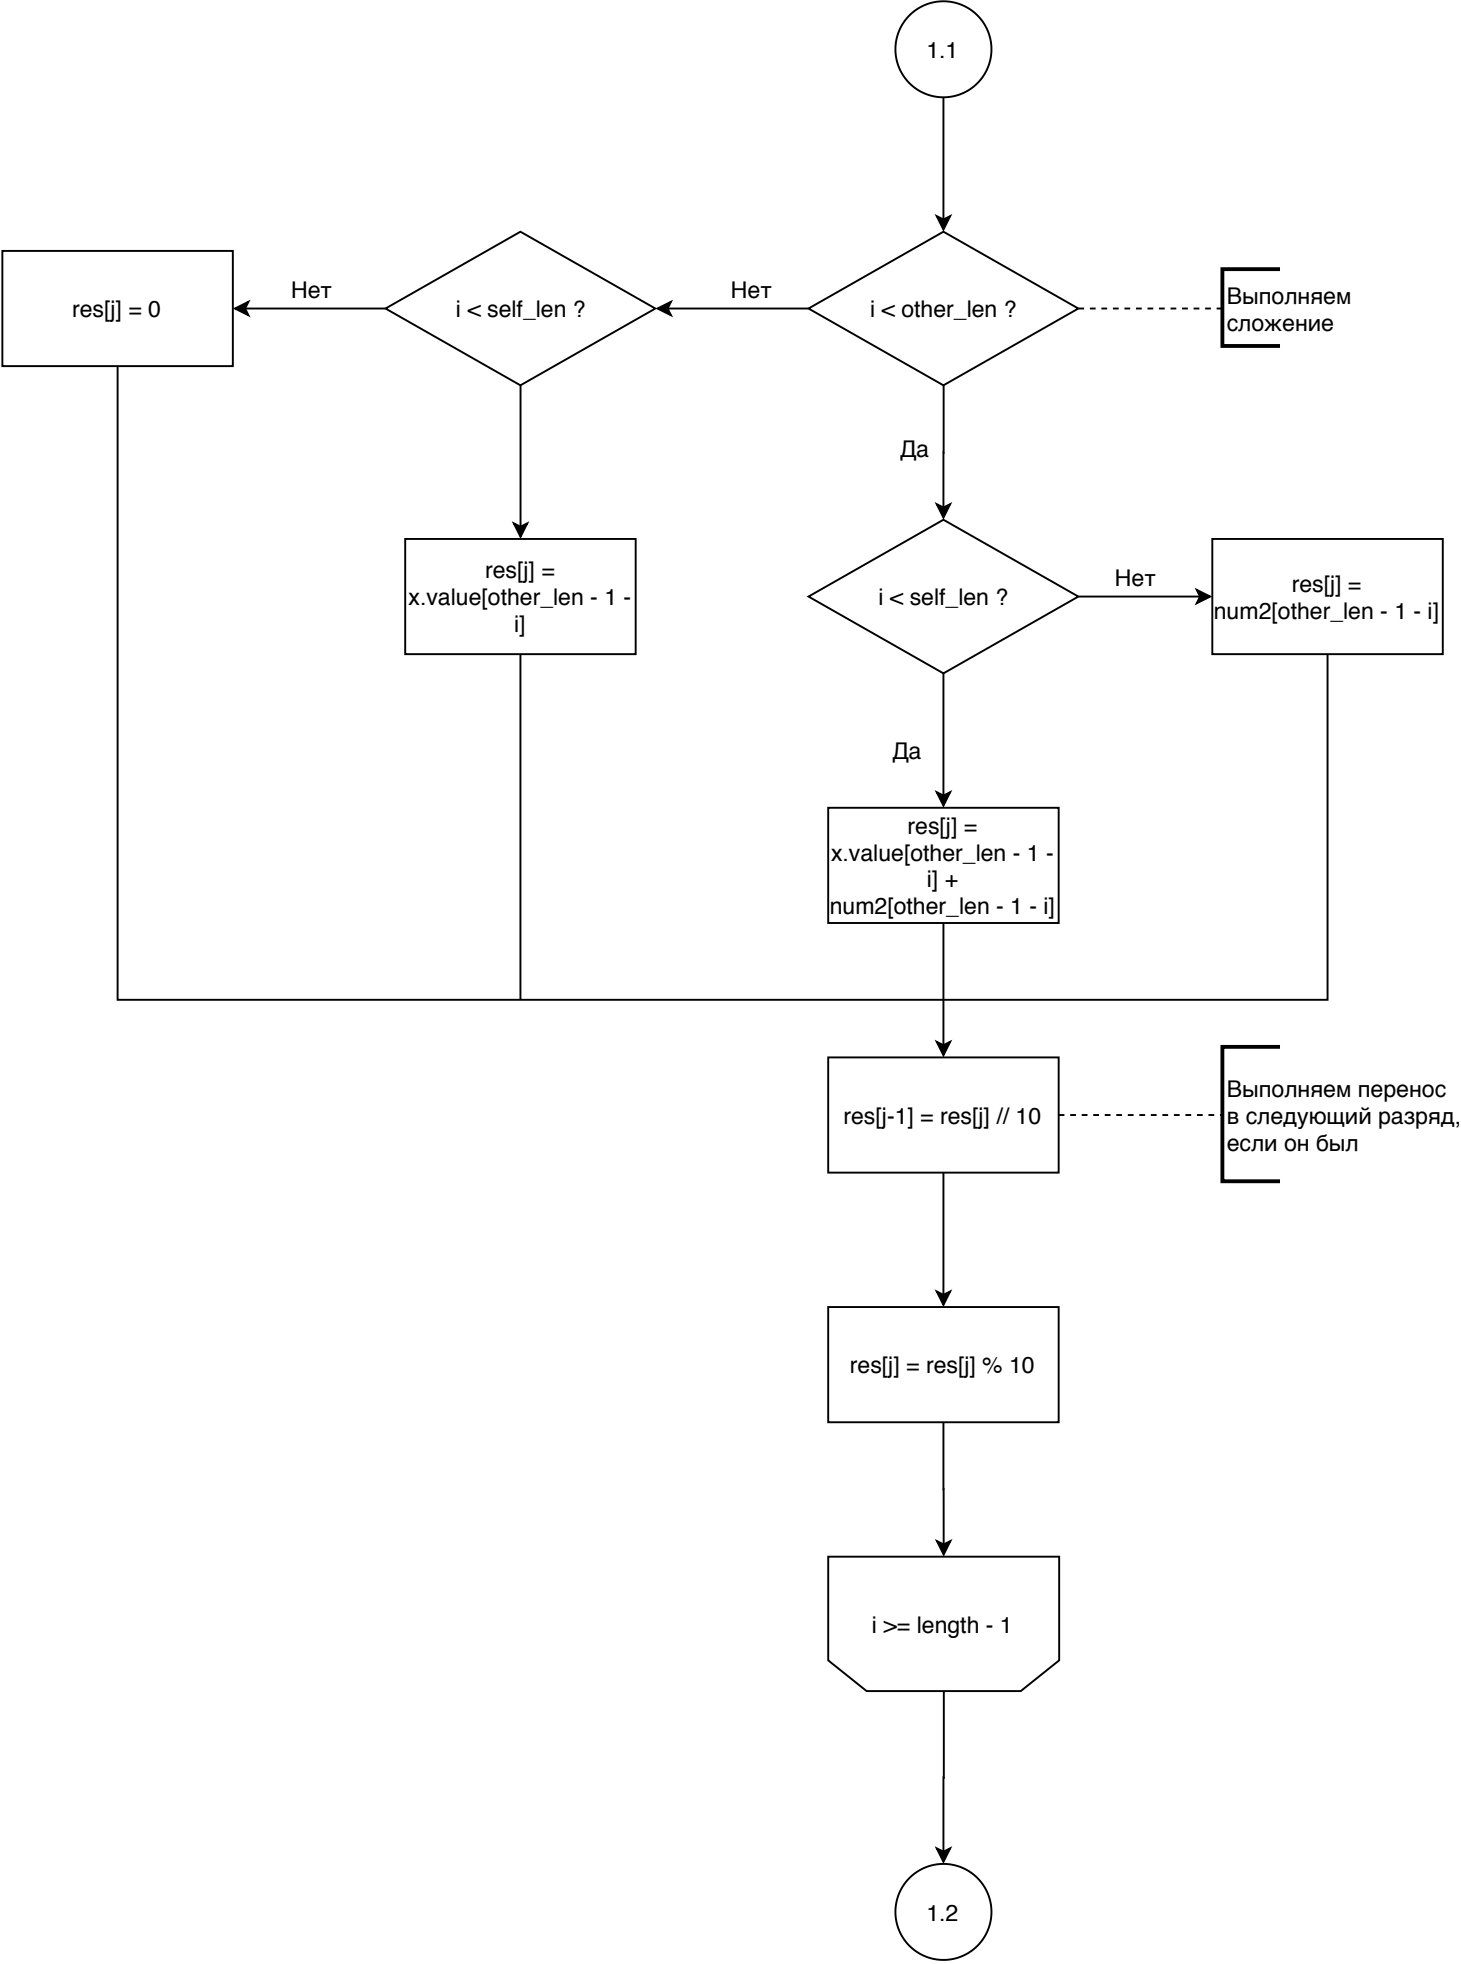 1.1
res[j] = 0
Нет
i < self_len ?
Нет
i < other_len ?
Выполняем
сложение
Да
res[j] =
x.value[other_len - 1 -
i]
i < self_len ?
Нет
res[j] =
num2[other_len - 1 - i]
Да
res[j] =
x.value[other_len - 1 -
i] +
num2[other_len - 1 - i]
res[j-1] = res[j] // 10
Выполняем перенос
в следующий разряд,
если он был
res[j] = res[j] % 10
i >= length - 1
1.2